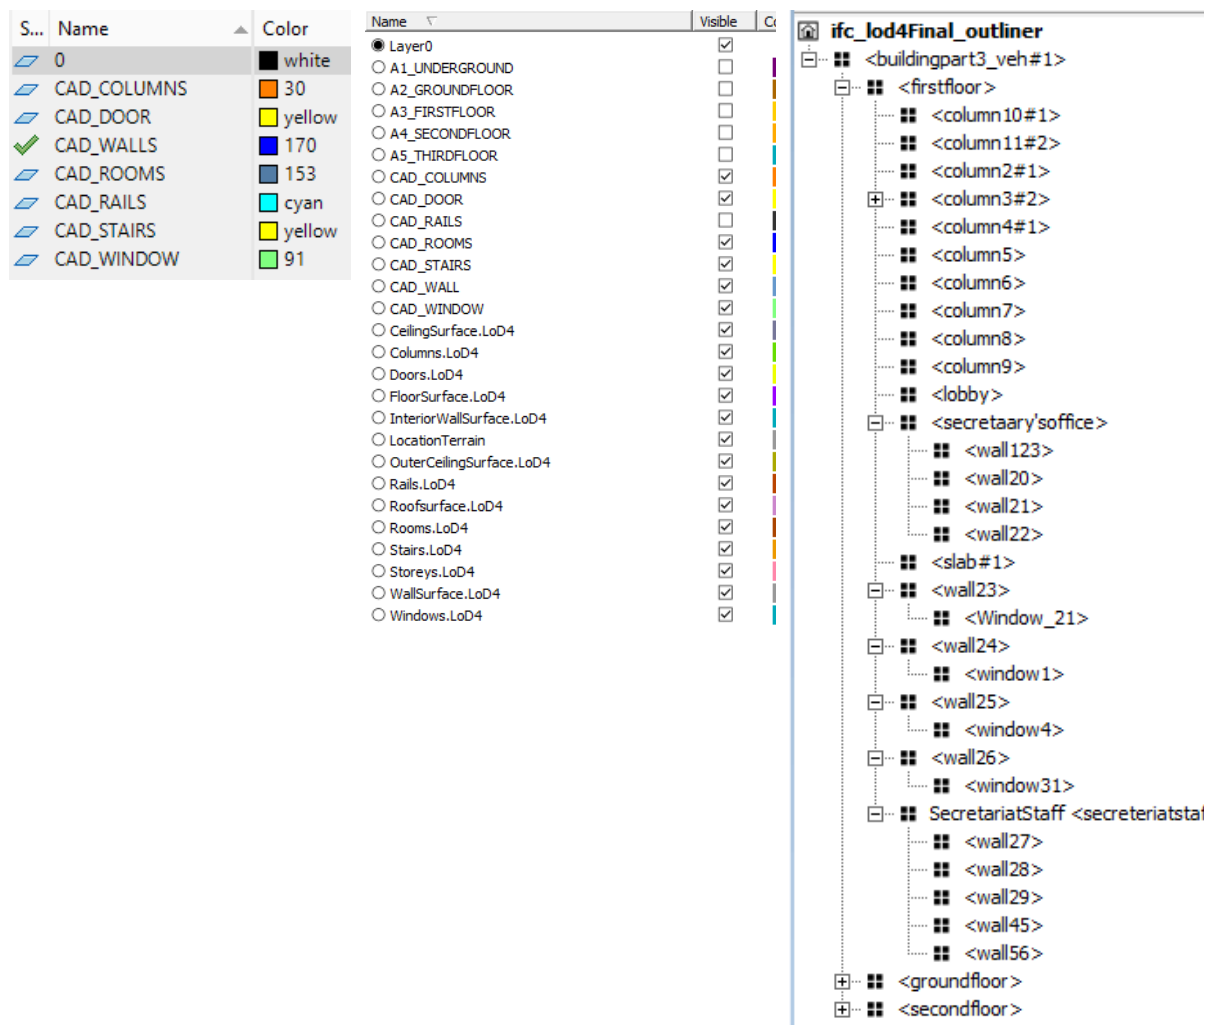 S... Name Color
0 white
CAD_COLUMNS 30
CAD_DOOR yellow
CAD_WALLS 170
CAD_ROOMS 153
CAD_RAILS cyan
CAD_STAIRS yellow
CAD_WINDOW 91
Name Visible Co
Layer0
A1_UNDERGROUND
A2_GROUNDFLOOR
A3_FIRSTFLOOR
A4_SECONDFLOOR
A5_THIRDFLOOR
CAD_COLUMNS
CAD_DOOR
CAD_RAILS
CAD_ROOMS
CAD_STAIRS
CAD_WALL
CAD_WINDOW
CeilingSurface.LoD4
Columns.LoD4
Doors.LoD4
FloorSurface.LoD4
InteriorWallSurface.LoD4
LocationTerrain
OuterCeilingSurface.LoD4
Rails.LoD4
Roofsurface.LoD4
Rooms.LoD4
Stairs.LoD4
Storeys.LoD4
WallSurface.LoD4
Windows.LoD4
ifc_lod4Final_outliner
<buildingpart3_veh#1>
<firstfloor>
<column10#1>
<column11#2>
<column2#1>
<column3#2>
<column4#1>
<column5>
<column6>
<column7>
<column8>
<column9>
<lobby>
<secretaary'soffice>
<wall123>
<wall20>
<wall21>
<wall22>
<slab#1>
<wall23>
<Window_21>
<wall24>
<window1>
<wall25>
<window4>
<wall26>
<window31>
SecretariatStaff <secreteriatstaf
<wall27>
<wall28>
<wall29>
<wall45>
<wall56>
<groundfloor>
<secondfloor>